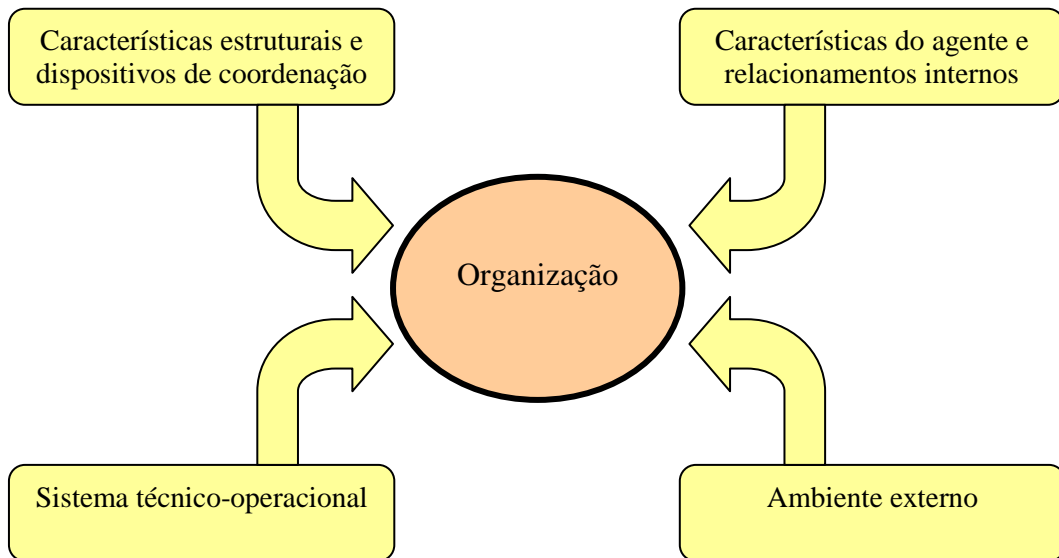 Características estruturais e
dispositivos de coordenação
Características do agente e
relacionamentos internos
Organização
Sistema técnico-operacional
Ambiente externo